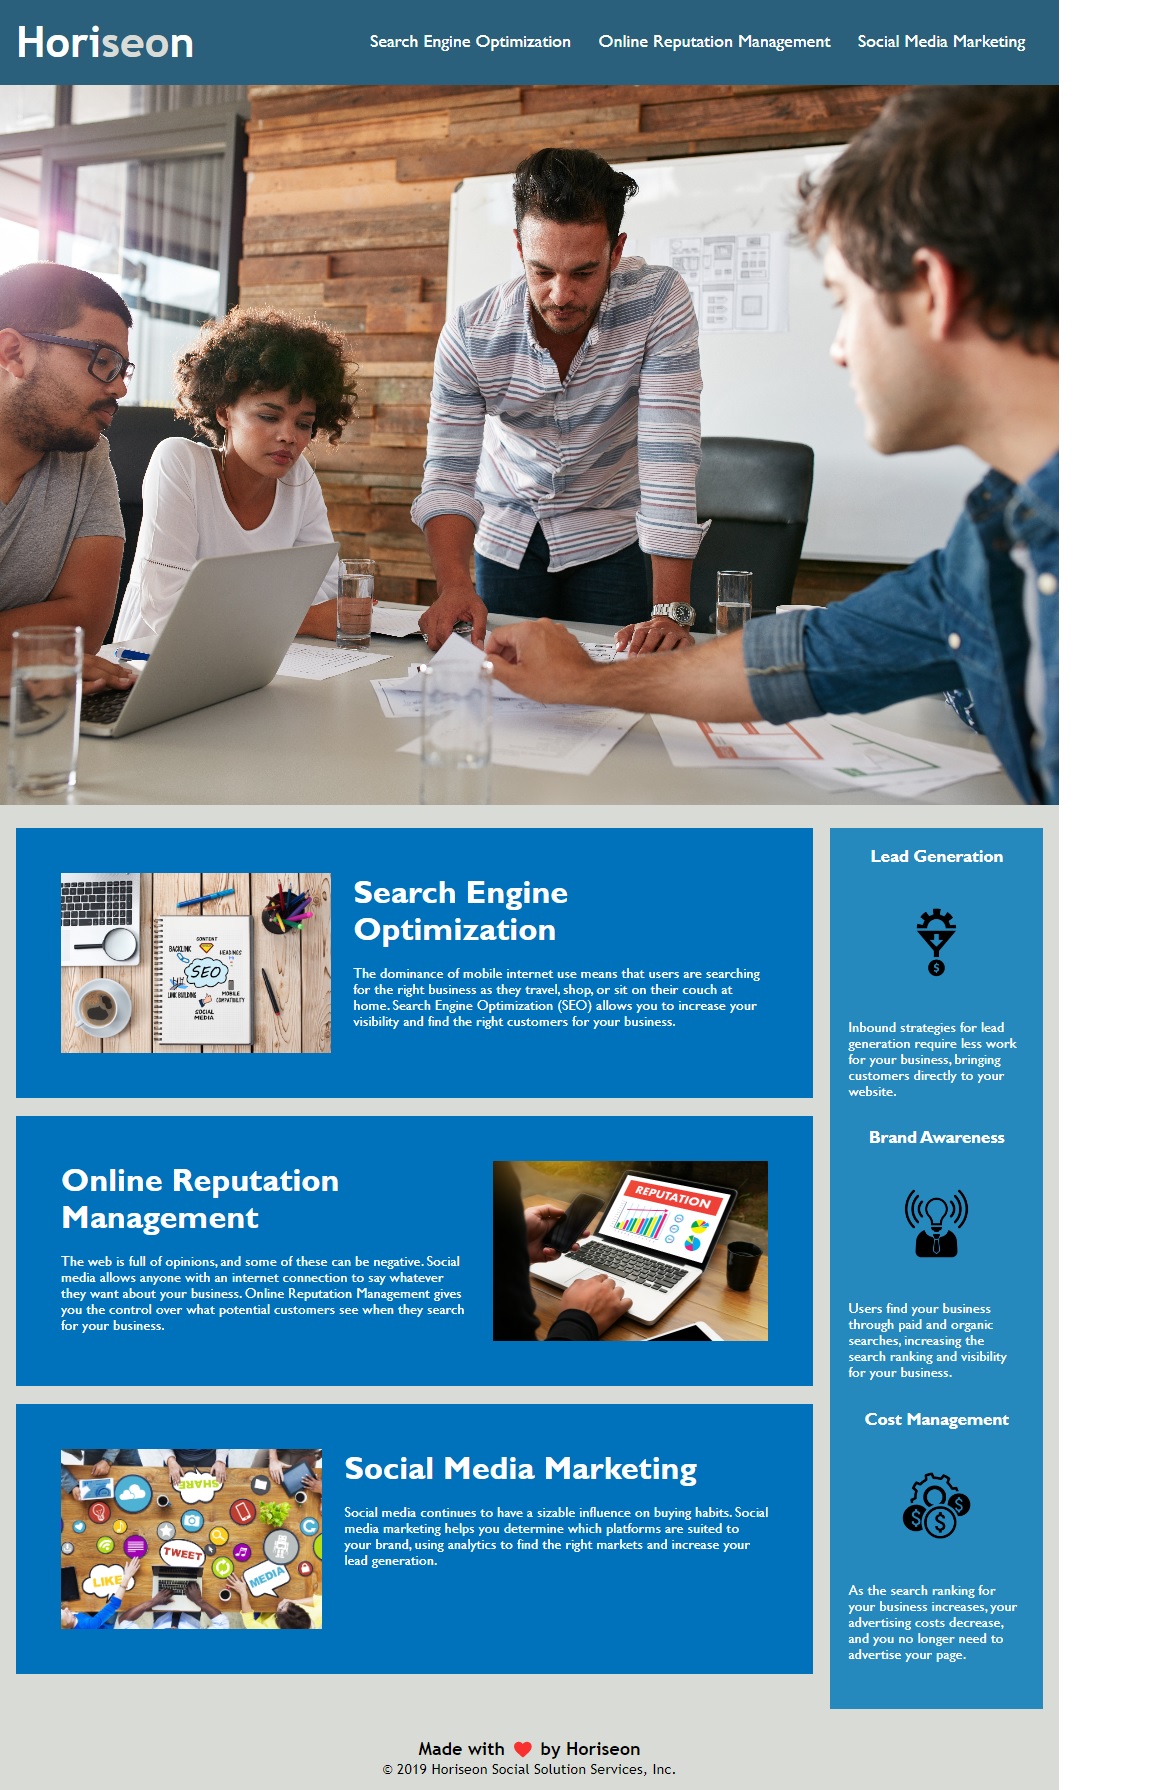 Horiseon
Search Engine Optimization
Online Reputation Management
Social Media Marketing
CONTENT
BACKLINK
HEADINGS
SEO
LINK BUILDING
MOBILE
COMPATIBILITY
SOCIAL
MEDIA
Search Engine
Optimization
The dominance of mobile internet use means that users are searching
for the right business as they travel, shop, or sit on their couch at
home. Search Engine Optimization (SEO) allows you to increase your
visibility and find the right customers for your business.
Online Reputation
Management
The web is full of opinions, and some of these can be negative. Social
media allows anyone with an internet connection to say whatever
they want about your business. Online Reputation Management gives
you the control over what potential customers see when they search
for your business.
REPUTATION
SHARE
TWEET
LIKE
MEDIA
Social Media Marketing
Social media continues to have a sizable influence on buying habits. Social
media marketing helps you determine which platforms are suited to
your brand, using analytics to find the right markets and increase your
lead generation.
Lead Generation
$
Inbound strategies for lead
generation require less work
for your business, bringing
customers directly to your
website.
Brand Awareness
Users find your business
through paid and organic
searches, increasing the
search ranking and visibility
for your business.
Cost Management
$ $ $
As the search ranking for
your business increases, your
advertising costs decrease,
and you no longer need to
advertise your page.
Made with ❤️ by Horiseon
© 2019 Horiseon Social Solution Services, Inc.